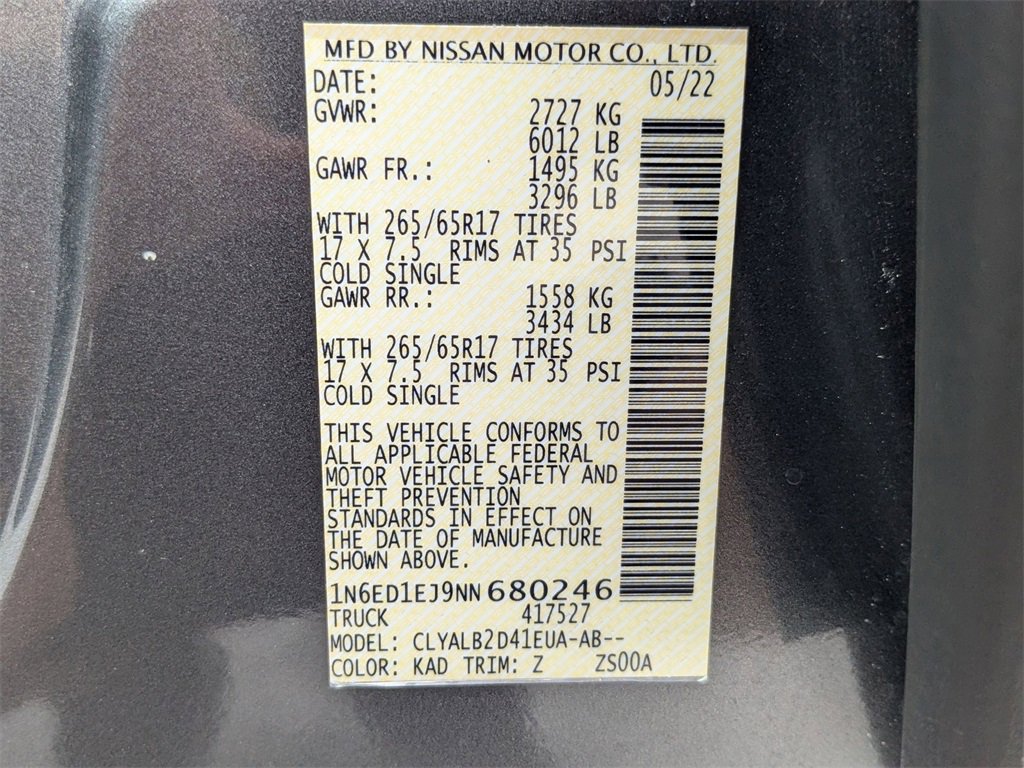 MFD BY NISSAN MOTOR CO., LTD.
DATE: 05/22
GVWR: 2727 KG
6012 LB
GAWR FR.: 1495 KG
3296 LB
WITH 265/65R17 TIRES
17 X 7.5 RIMS AT 35 PSI
COLD SINGLE
GAWR RR.: 1558 KG
3434 LB
WITH 265/65R17 TIRES
17 X 7.5 RIMS AT 35 PSI
COLD SINGLE
THIS VEHICLE CONFORMS TO
ALL APPLICABLE FEDERAL
MOTOR VEHICLE SAFETY AND
THEFT PREVENTION
STANDARDS IN EFFECT ON
THE DATE OF MANUFACTURE
SHOWN ABOVE.
1N6ED1EJ9NN680246
TRUCK 417527
MODEL: CLYALB2D41EUA-AB--
COLOR: KAD TRIM: Z ZS00A